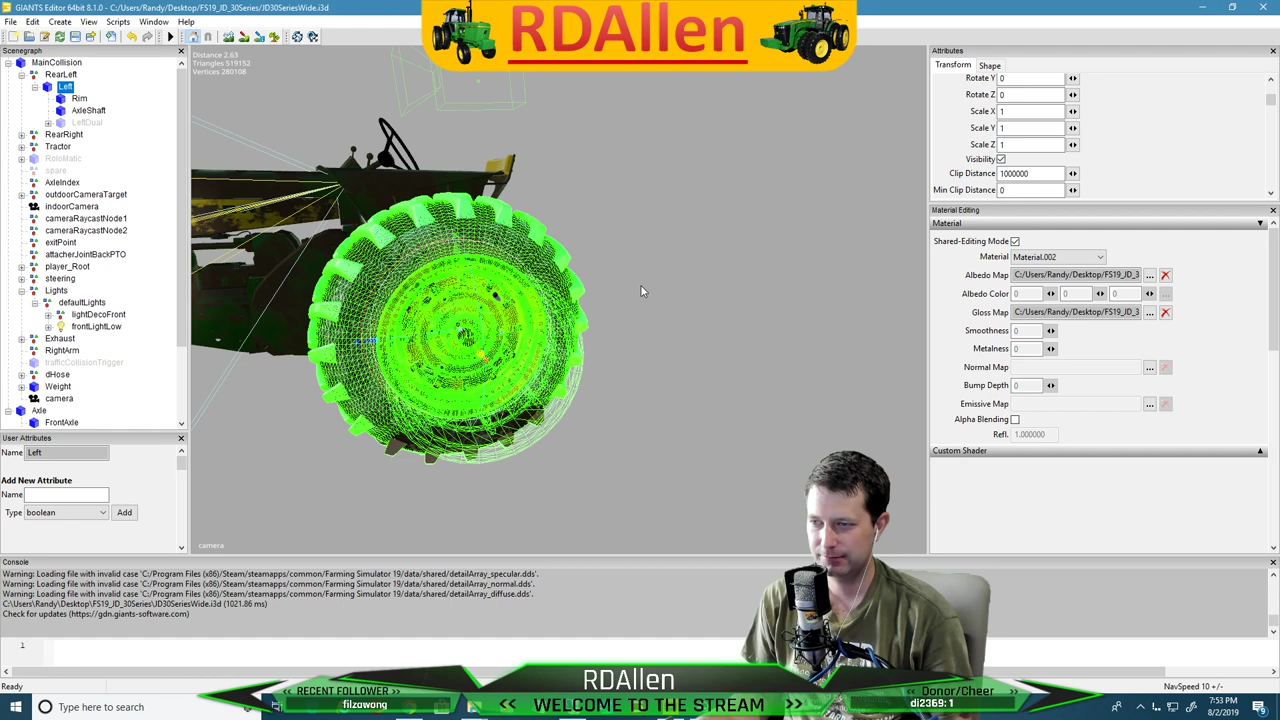 GIANTS Editor 64bit 8.1.0 - C:/Users/Randy/Desktop/FS19_JD_30Series/JD30SeriesWide.i3d
File Edit Create View Scripts Window Help
RDAllen
Scenegraph
MainCollision
RearLeft
Left
Rim
AxleShaft
LeftDual
RearRight
Tractor
RoloMatic
spare
AxleIndex
outdoorCameraTarget
indoorCamera
cameraRaycastNode1
cameraRaycastNode2
exitPoint
attacherJointBackPTO
player_Root
steering
Lights
defaultLights
lightDecoFront
frontLightLow
Exhaust
RightArm
trafficCollisionTrigger
dHose
Weight
camera
Axle
FrontAxle
User Attributes
Name Left
Add New Attribute
Name
Type boolean Add
Distance 2.63
Triangles 519152
Vertices 280108
camera
Attributes
Transform Shape
Rotate Y 0
Rotate Z 0
Scale X 1
Scale Y 1
Scale Z 1
Visibility
Clip Distance 1000000
Min Clip Distance 0
Material Editing
Material
Shared-Editing Mode
Material Material.002
Albedo Map C:/Users/Randy/Desktop/FS19_JD_3 ...
Albedo Color 0 0 0 ...
Gloss Map C:/Users/Randy/Desktop/FS19_JD_3 ...
Smoothness 0
Metalness 0
Normal Map ...
Bump Depth 0
Emissive Map ...
Alpha Blending
Refl. 1.000000
Custom Shader
Console
Warning: Loading file with invalid case 'C:/Program Files (x86)/Steam/steamapps/common/Farming Simulator 19/data/shared/detailArray_specular.dds'.
Warning: Loading file with invalid case 'C:/Program Files (x86)/Steam/steamapps/common/Farming Simulator 19/data/shared/detailArray_normal.dds'.
Warning: Loading file with invalid case 'C:/Program Files (x86)/Steam/steamapps/common/Farming Simulator 19/data/shared/detailArray_diffuse.dds'.
C:\Users\Randy\Desktop\FS19_JD_30Series\JD30SeriesWide.i3d (1021.86 ms)
Check for updates (https://gdn.giants-software.com)
1
Ready
NavSpeed 10 +/-
RDAllen
<< RECENT FOLLOWER >>
filzawong
<< WELCOME TO THE STREAM >>
<< Donor/Cheer >>
di2369: 1
Type here to search
8/2/2019